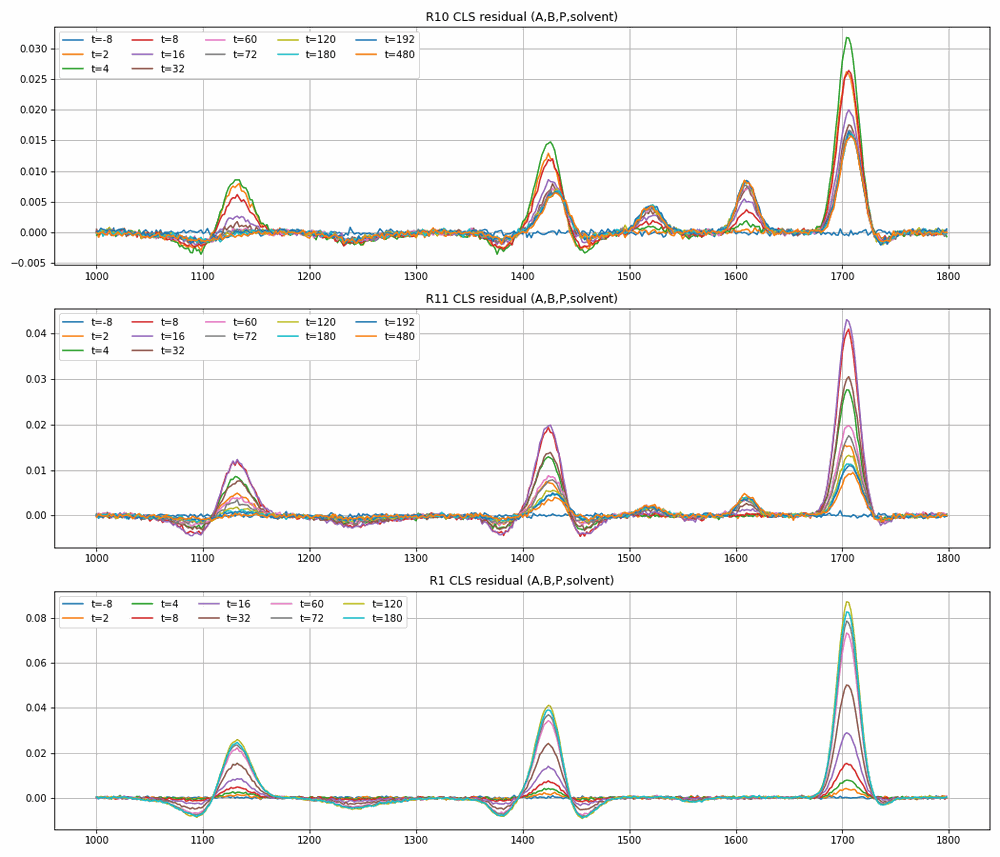 R10 CLS residual (A,B,P,solvent)
t=-8 t=8 t=60 t=120 t=192
t=2 t=16 t=72 t=180 t=480
t=4 t=32
0.030
0.025
0.020
0.015
0.010
0.005
0.000
−0.005
1000 1100 1200 1300 1400 1500 1600 1700 1800
R11 CLS residual (A,B,P,solvent)
t=-8 t=8 t=60 t=120 t=192
t=2 t=16 t=72 t=180 t=480
t=4 t=32
0.04
0.03
0.02
0.01
0.00
1000 1100 1200 1300 1400 1500 1600 1700 1800
R1 CLS residual (A,B,P,solvent)
t=-8 t=4 t=16 t=60 t=120
t=2 t=8 t=32 t=72 t=180
0.08
0.06
0.04
0.02
0.00
1000 1100 1200 1300 1400 1500 1600 1700 1800